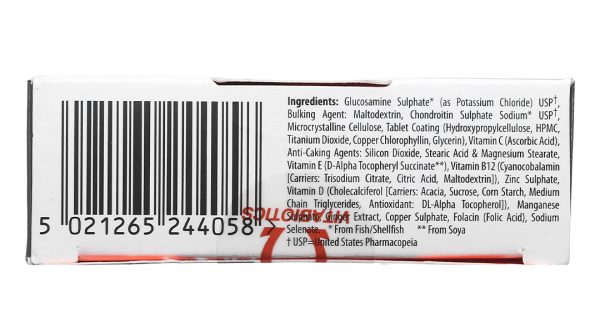 Ingredients: Glucosamine Sulphate* (as Potassium Chloride) USP†,
Bulking Agent: Maltodextrin, Chondroitin Sulphate Sodium* USP†,
Microcrystalline Cellulose, Tablet Coating (Hydroxypropylcellulose, HPMC,
Titanium Dioxide, Copper Chlorophyllin, Glycerin), Vitamin C (Ascorbic Acid),
Anti-Caking Agents: Silicon Dioxide, Stearic Acid & Magnesium Stearate,
Vitamin E (D-Alpha Tocopheryl Succinate**), Vitamin B12 (Cyanocobalamin
[Carriers: Trisodium Citrate, Citric Acid, Maltodextrin]), Zinc Sulphate,
Vitamin D (Cholecalciferol [Carriers: Acacia, Sucrose, Corn Starch, Medium
Chain Triglycerides, Antioxidant: DL-Alpha Tocopherol]), Manganese
Sulphate, Ginger Extract, Copper Sulphate, Folacin (Folic Acid), Sodium
Selenate. * From Fish/Shellfish ** From Soya
† USP=United States Pharmacopeia
5 021265 244058 >
VITABIOTICS